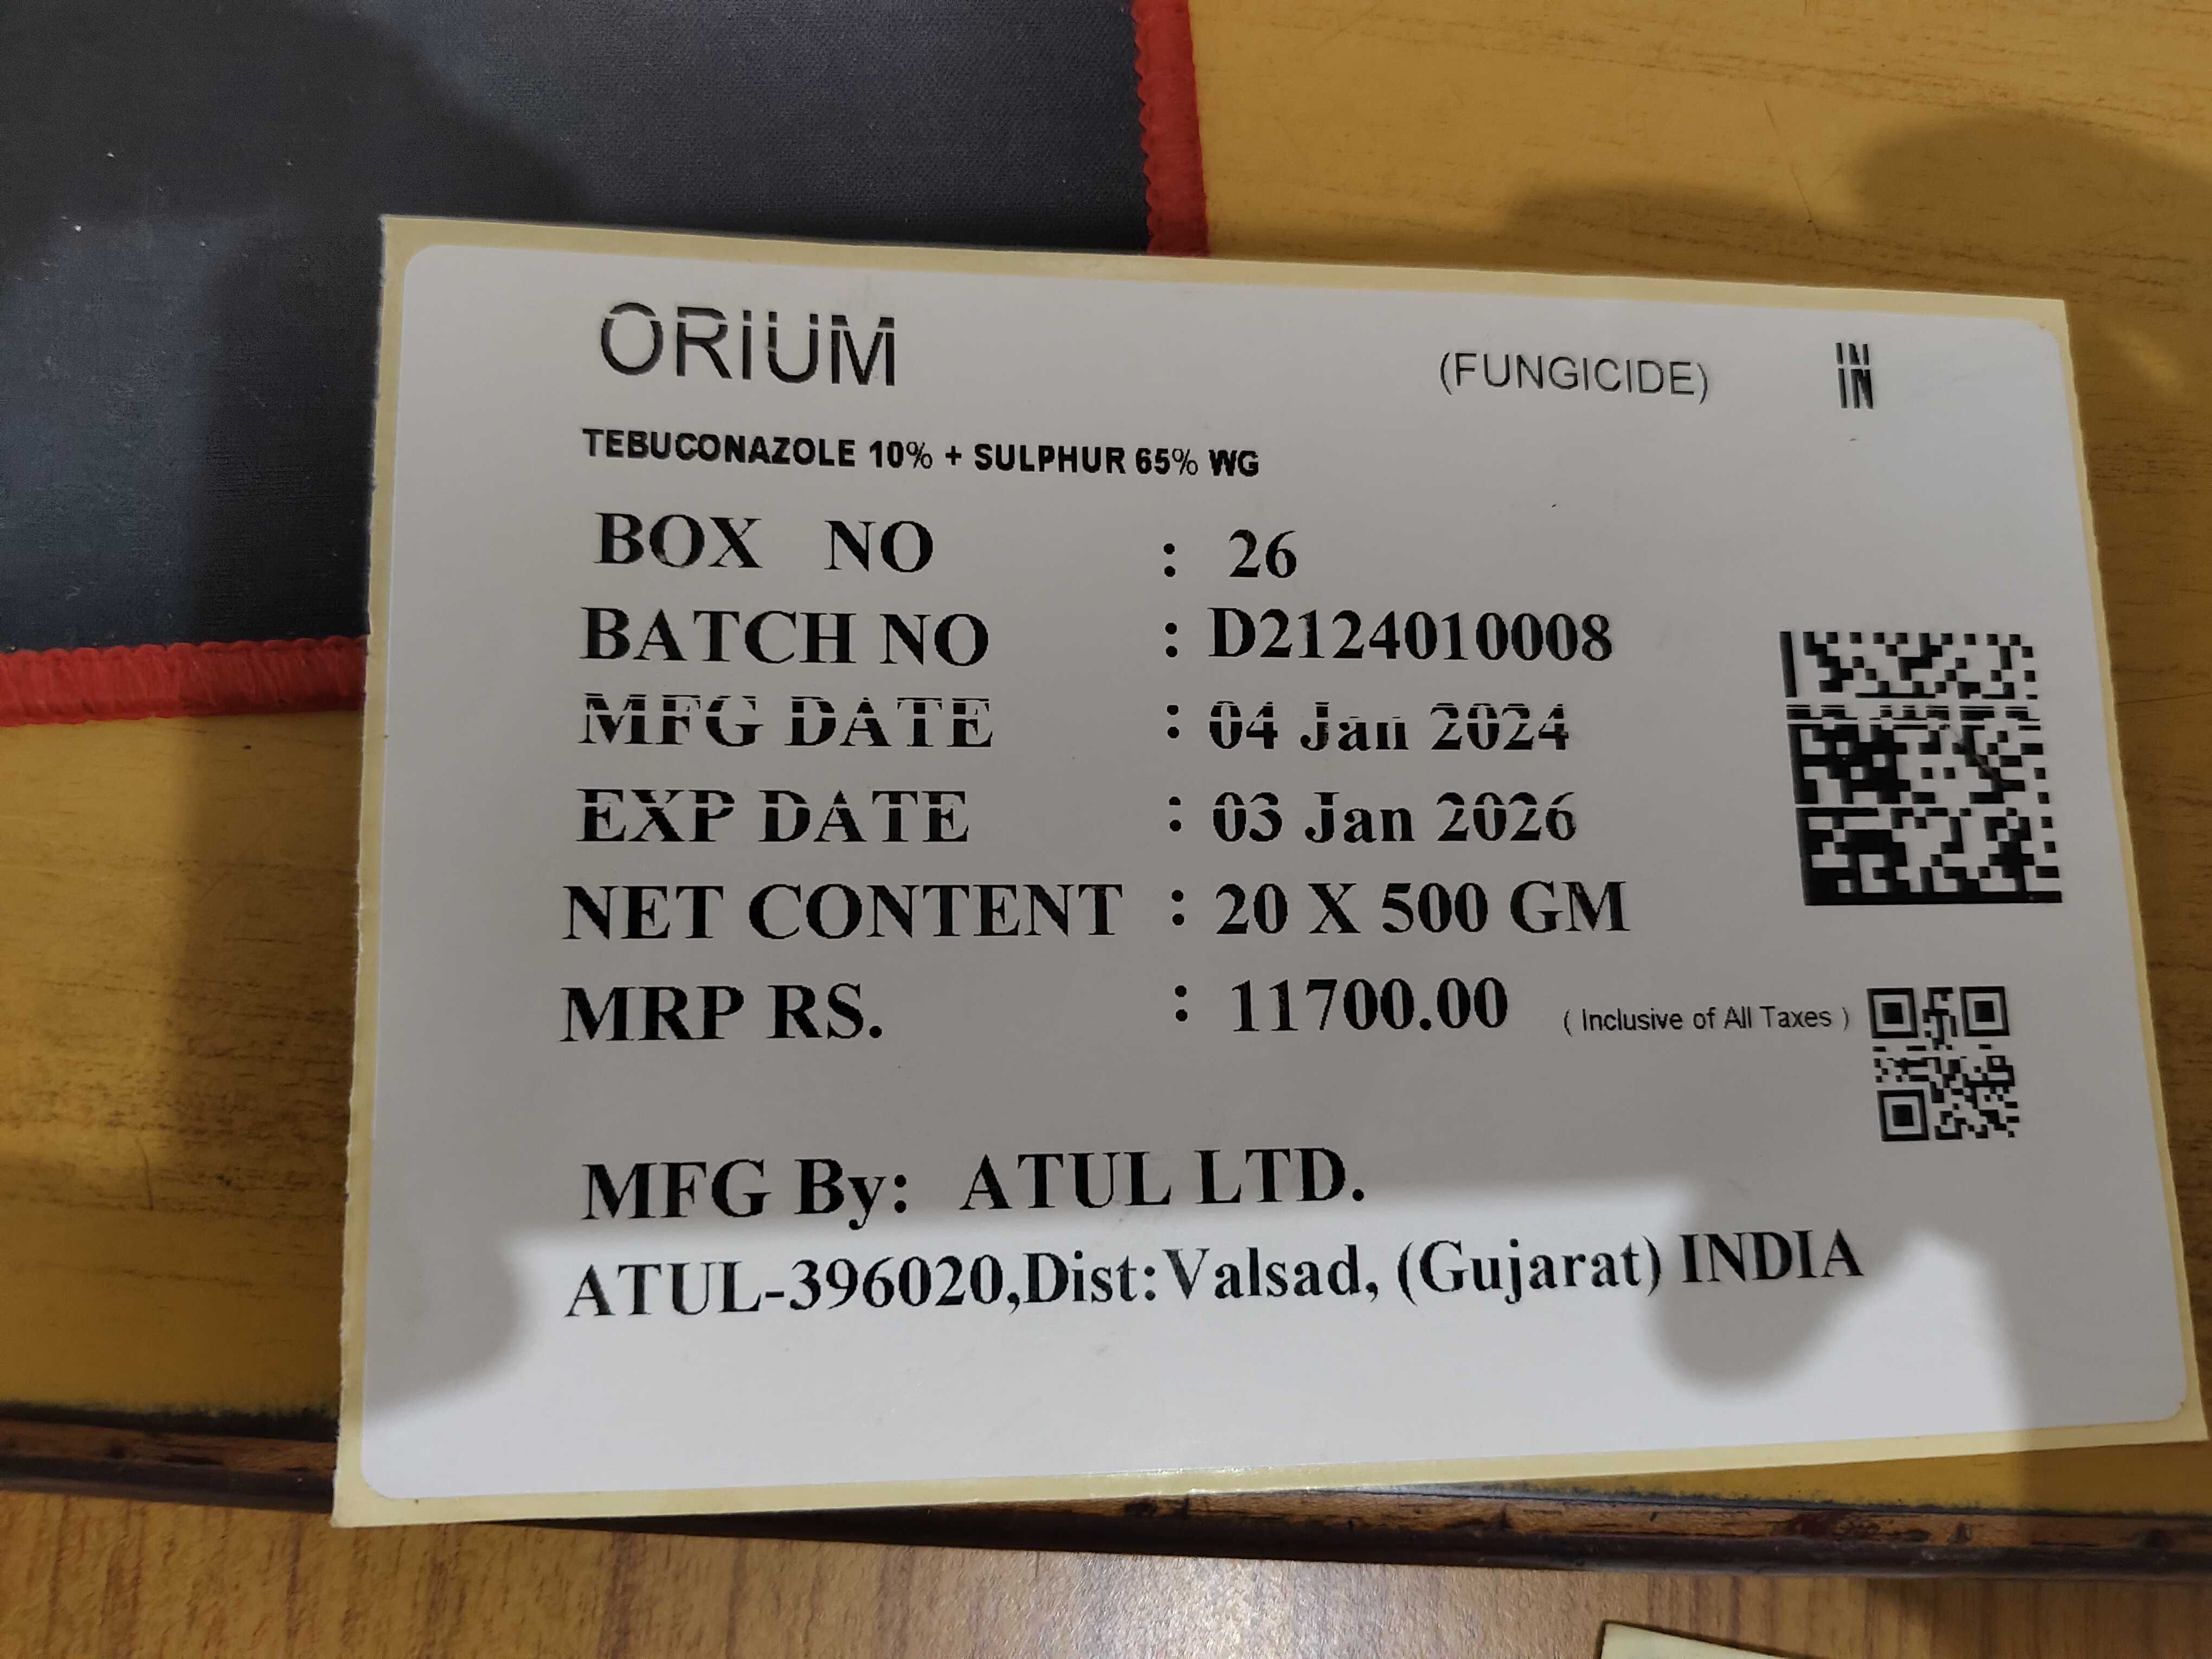 ORiUM (FUNGICIDE) IN
IN
TEBUCONAZOLE 10% + SULPHUR 65% WG
BOX NO : 26
BATCH NO : D2124010008
MFG DATE : 04 Jan 2024
EXP DATE : 03 Jan 2026
NET CONTENT : 20 X 500 GM
MRP RS. : 11700.00 ( Inclusive of All Taxes )
MFG By: ATUL LTD.
ATUL-396020,Dist:Valsad, (Gujarat) INDIA